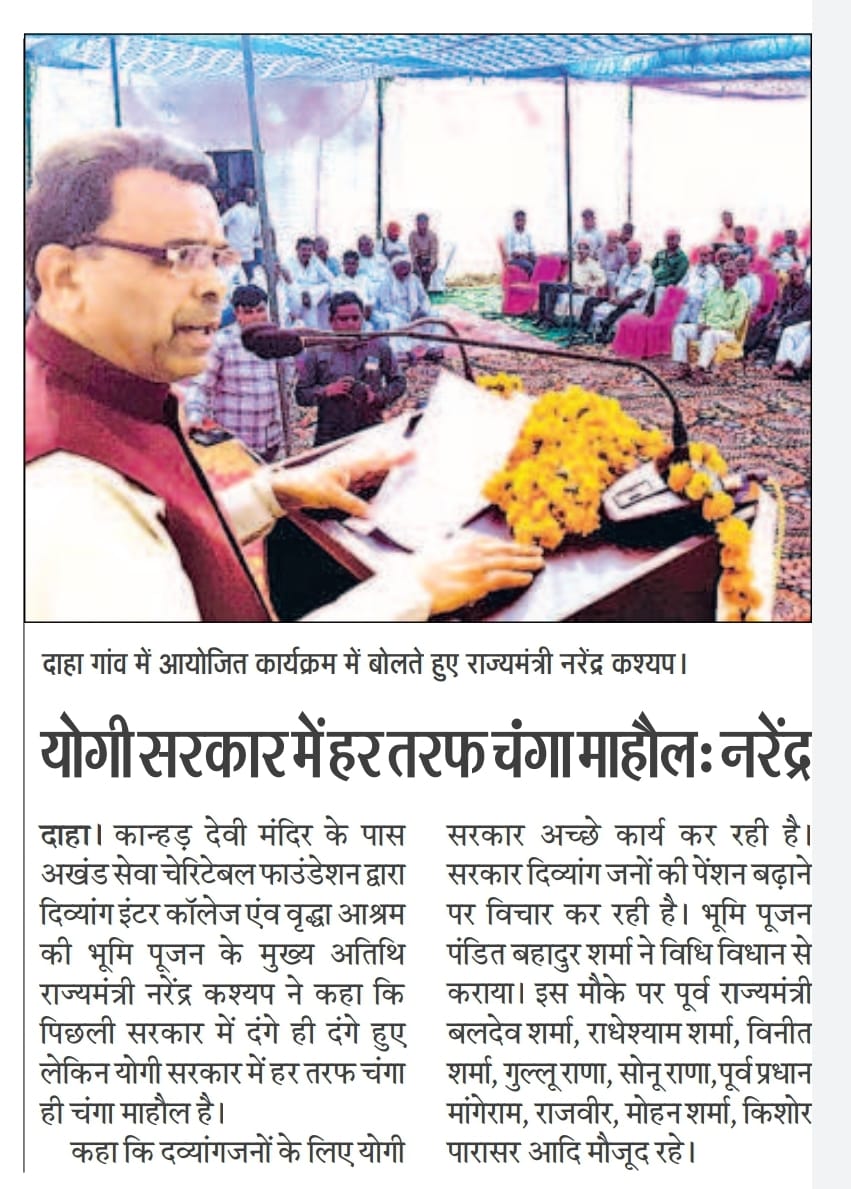 दाहा गांव में आयोजित कार्यक्रम में बोलते हुए राज्यमंत्री नरेंद्र कश्यप।
योगी सरकार में हर तरफ चंगा माहौल: नरेंद्र
दाहा। कान्हड़ देवी मंदिर के पास
अखंड सेवा चेरिटेबल फाउंडेशन द्वारा
दिव्यांग इंटर कॉलेज एंव वृद्धा आश्रम
की भूमि पूजन के मुख्य अतिथि
राज्यमंत्री नरेंद्र कश्यप ने कहा कि
पिछली सरकार में दंगे ही दंगे हुए
लेकिन योगी सरकार में हर तरफ चंगा
ही चंगा माहौल है।
कहा कि दव्यांगजनों के लिए योगी
सरकार अच्छे कार्य कर रही है।
सरकार दिव्यांग जनों की पेंशन बढ़ाने
पर विचार कर रही है। भूमि पूजन
पंडित बहादुर शर्मा ने विधि विधान से
कराया। इस मौके पर पूर्व राज्यमंत्री
बलदेव शर्मा, राधेश्याम शर्मा, विनीत
शर्मा, गुल्लू राणा, सोनू राणा,पूर्व प्रधान
मांगेराम, राजवीर, मोहन शर्मा, किशोर
पारासर आदि मौजूद रहे।